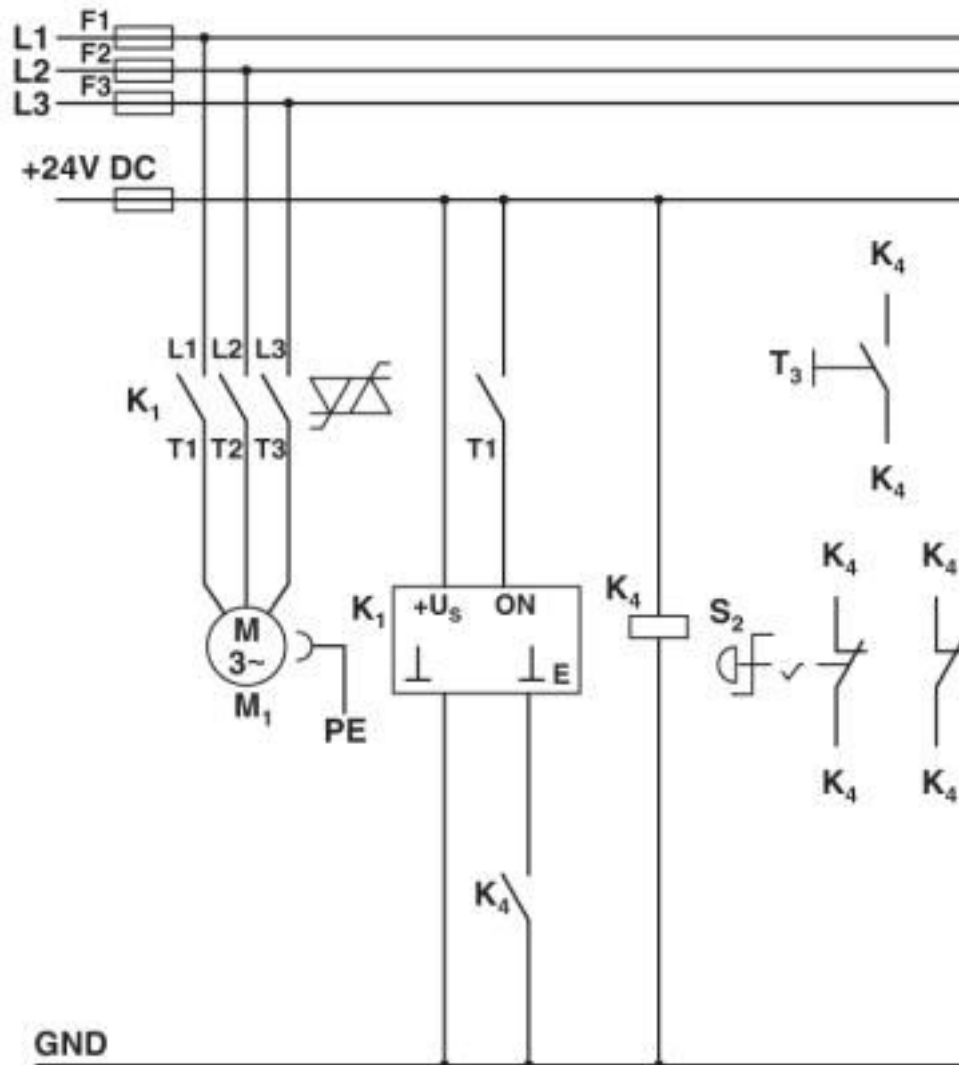 L1 F1
L2 F2
L3 F3
+24V DC
K4
L1 L2 L3
T3
K1
T1 T2 T3
T1
K4
K4 K4
K1 +Us ON
K4
S2
M
3~
E
M1
PE
K4 K4
K4
GND